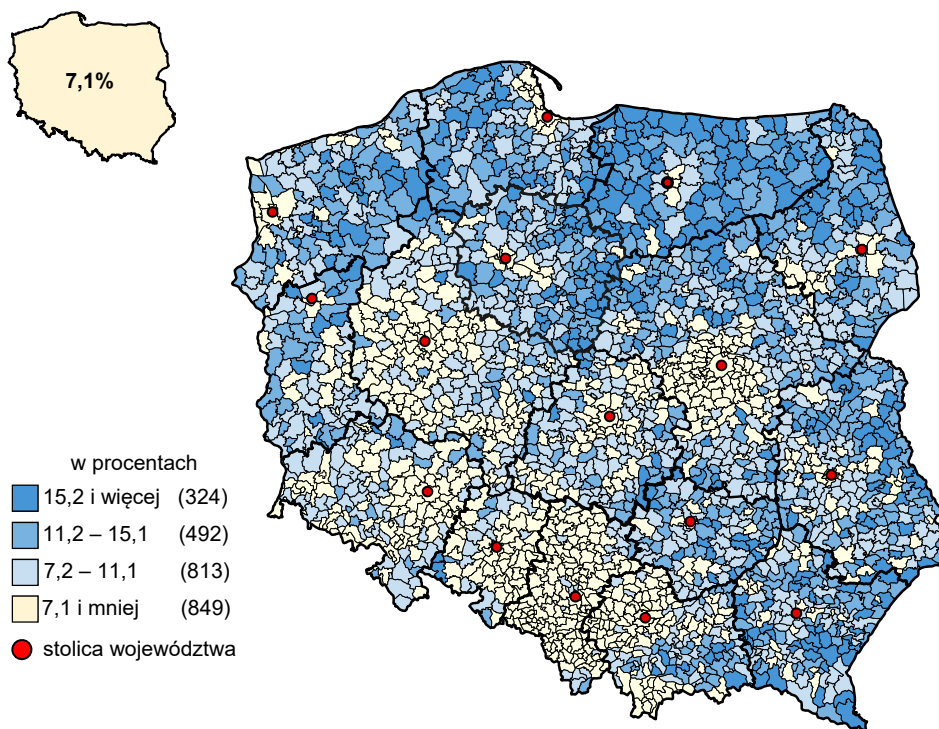 7,1%
w procentach
15,2 i więcej (324)
11,2 – 15,1 (492)
7,2 – 11,1 (813)
7,1 i mniej (849)
stolica województwa